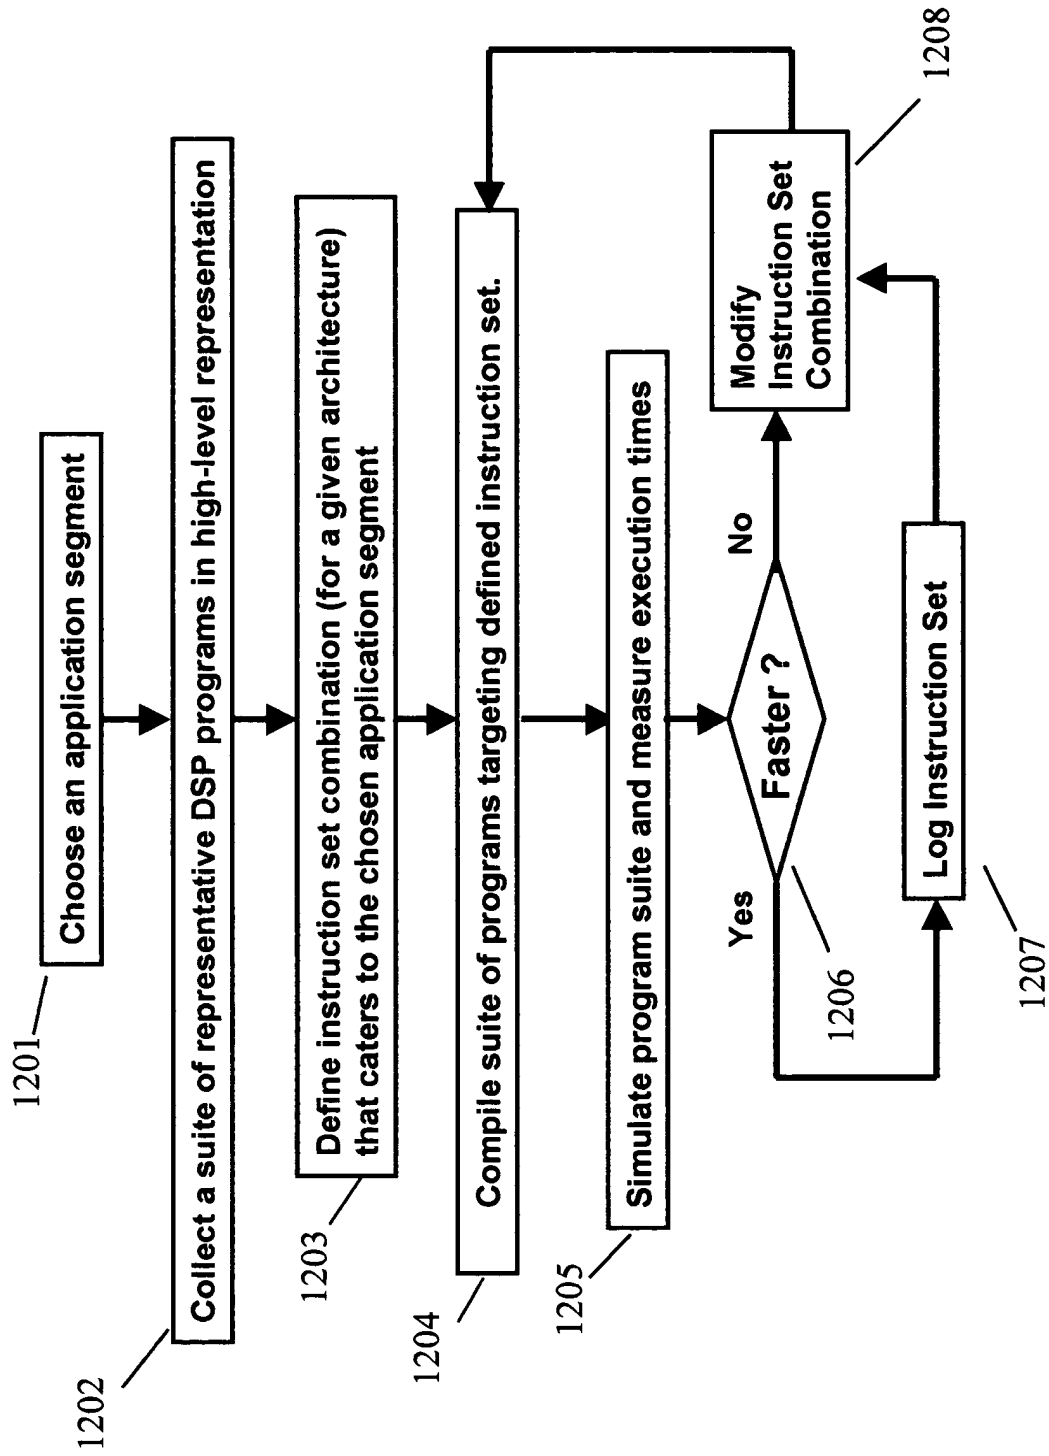 1201
Choose an application segment
1202
Collect a suite of representative DSP programs in high-level representation
1203
Define instruction set combination (for a given architecture)
that caters to the chosen application segment
1204
Compile suite of programs targeting defined instruction set.
1205
Simulate program suite and measure execution times
1206
Faster ?
Yes
No
1207
Log Instruction Set
1208
Modify
Instruction Set
Combination